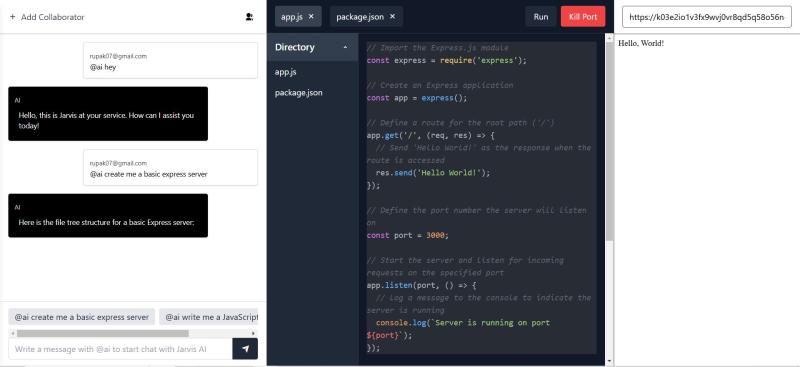 + Add Collaborator
rupak07@gmail.com
@ai hey
AI
Hello, this is Jarvis at your service. How can I assist you
today!
rupak07@gmail.com
@ai create me a basic express server
AI
Here is the file tree structure for a basic Express server:
@ai create me a basic express server
@ai write me a JavaScript
Write a message with @ai to start chat with Jarvis AI
app.js ×
package.json ×
Run
Kill Port
Directory
app.js
package.json
// Import the Express.js module
const express = require('express');
// Create an Express application
const app = express();
// Define a route for the root path ('/')
app.get('/', (req, res) => {
// Send 'Hello World!' as the response when the
route is accessed
res.send('Hello World!');
});
// Define the port number the server will listen
on
const port = 3000;
// Start the server and listen for incoming
requests on the specified port
app.listen(port, () => {
// Log a message to the console to indicate the
server is running
console.log(`Server is running on port
${port}`);
});
https://k03e2io1v3fx9wvj0vr8qd5q58o56n
Hello, World!